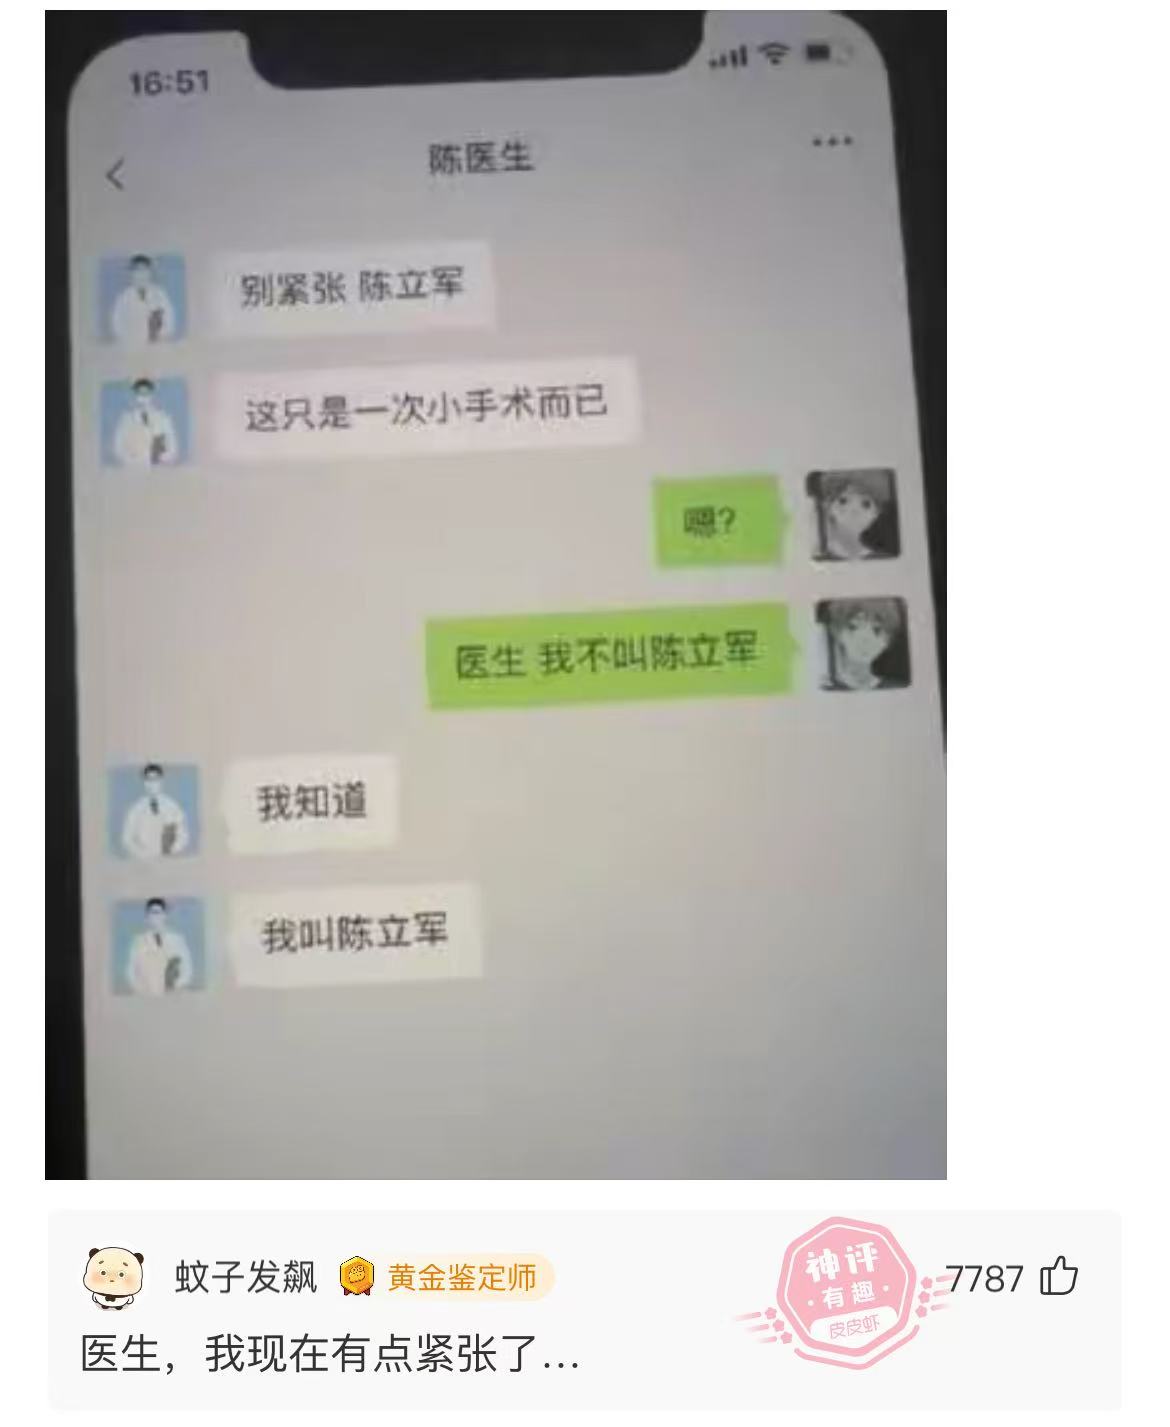 16:51
陈医生
别紧张 陈立军
这只是一次小手术而已
嗯?
医生 我不叫陈立军
我知道
我叫陈立军
蚊子发飙 黄金鉴定师
神评
·有趣·
皮皮虾
7787
医生，我现在有点紧张了...